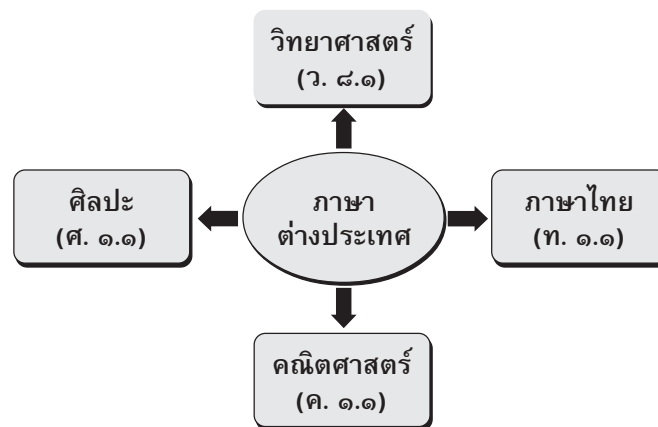 วิทยาศาสตร์
(ว. ๘.๑)
ศิลปะ
(ศ. ๑.๑)
ภาษา
ต่างประเทศ
ภาษาไทย
(ท. ๑.๑)
คณิตศาสตร์
(ค. ๑.๑)